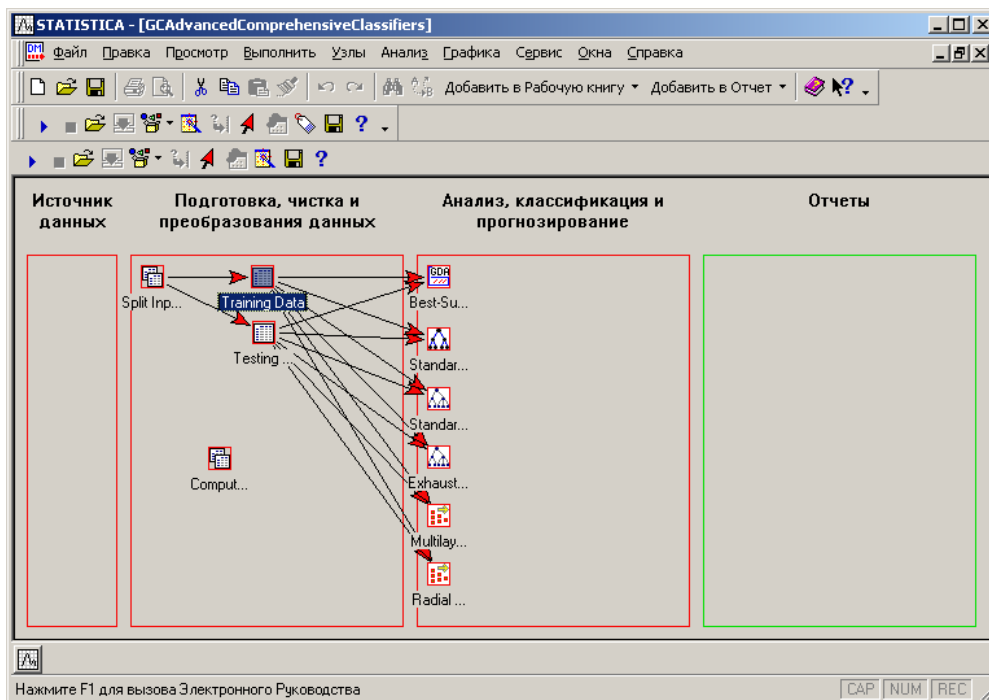 STATISTICA - [GCAdvancedComprehensiveClassifiers]
Файл Правка Просмотр Выполнить Узлы Анализ Графика Сервис Окна Справка
Добавить в Рабочую книгу Добавить в Отчет
Источник данных
Подготовка, чистка и преобразования данных
Анализ, классификация и прогнозирование
Отчеты
Split Inp...
Training Data
Testing ...
Comput...
GDA
Best-Su...
Standar...
Standar...
Exhaust...
Multilay...
Radial ...
Нажмите F1 для вызова Электронного Руководства
CAP NUM REC